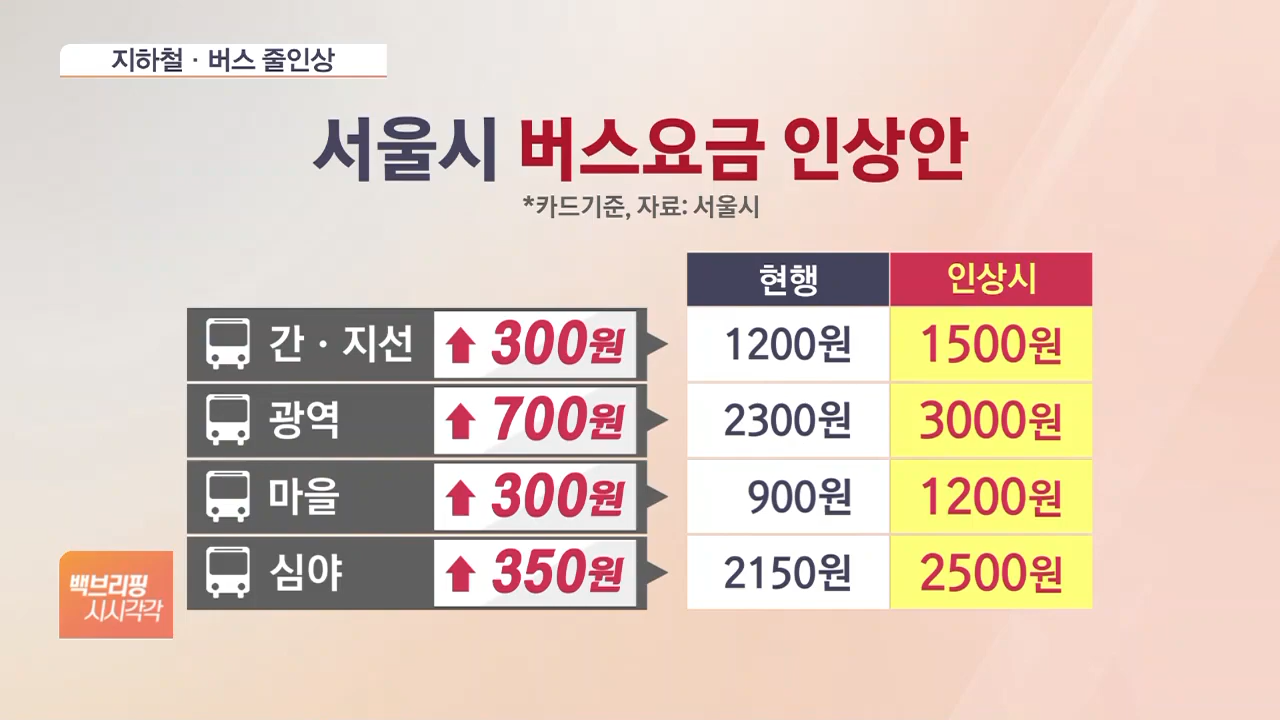 지하철 · 버스 줄인상
서울시 버스요금 인상안
*카드기준, 자료: 서울시
현행 인상시
간 · 지선 300원 1200원 1500원
광역 700원 2300원 3000원
마을 300원 900원 1200원
심야 350원 2150원 2500원
백브리핑
시시각각